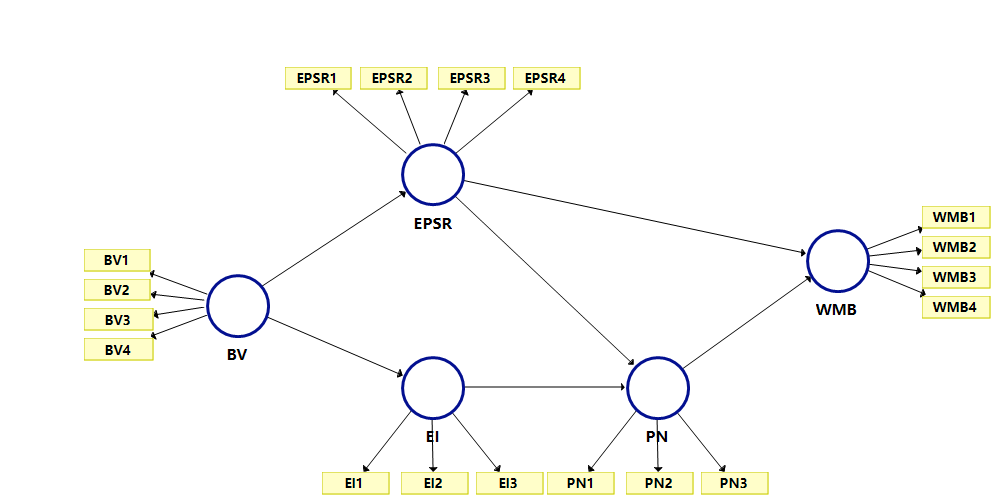 EPSR1 EPSR2 EPSR3 EPSR4
EPSR
WMB1
WMB2
WMB3
WMB4
WMB
BV1
BV2
BV3
BV4
BV
EI
PN
EI1 EI2 EI3 PN1 PN2 PN3